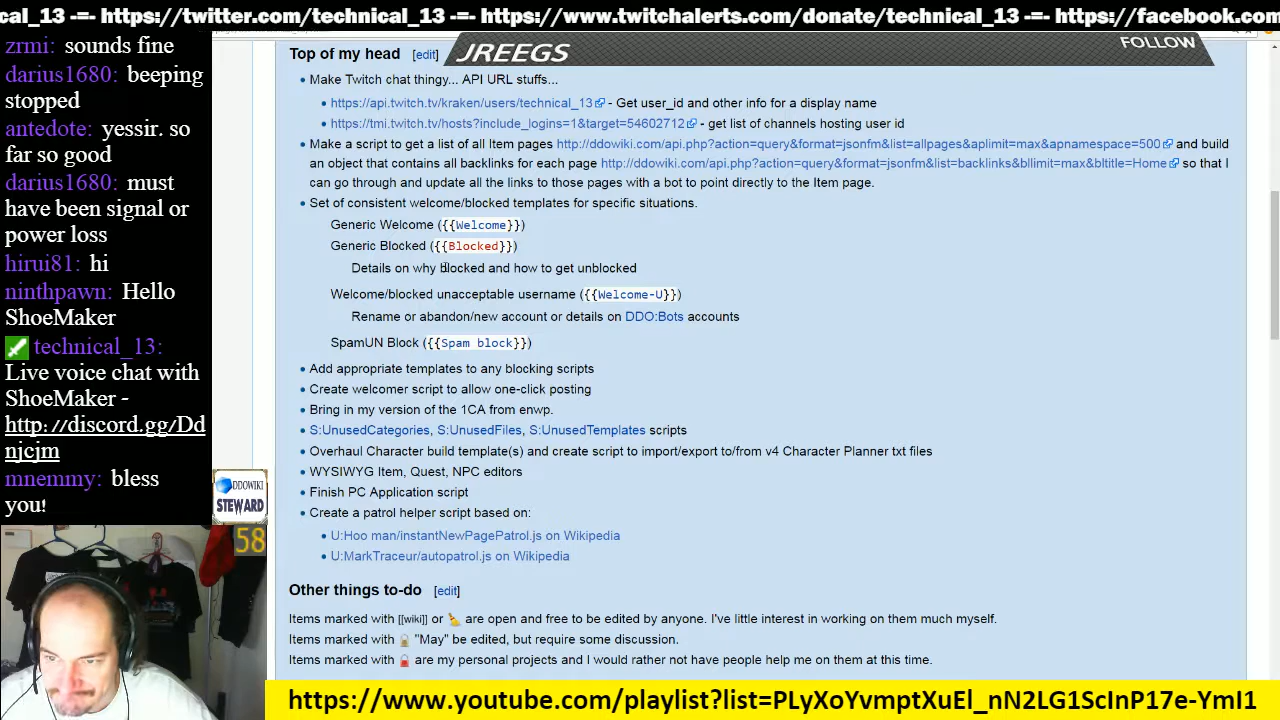 cal_13 -=- https://twitter.com/technical_13 -=- https://www.twitchalerts.com/donate/technical_13 -=- https://facebook.com
zrmi: sounds fine
darius1680: beeping
stopped
antedote: yessir. so
far so good
darius1680: must
have been signal or
power loss
hirui81: hi
ninthpawn: Hello
ShoeMaker
technical_13:
Live voice chat with
ShoeMaker -
http://discord.gg/Dd
njcjm
mnemmy: bless
you!
DDOWIKI
STEWARD
58
JREEGS
FOLLOW
Top of my head [edit]
• Make Twitch chat thingy... API URL stuffs...
• https://api.twitch.tv/kraken/users/technical_13 - Get user_id and other info for a display name
• https://tmi.twitch.tv/hosts?include_logins=1&target=54602712 - get list of channels hosting user id
• Make a script to get a list of all Item pages http://ddowiki.com/api.php?action=query&format=jsonfm&list=allpages&aplimit=max&apnamespace=500 and build
an object that contains all backlinks for each page http://ddowiki.com/api.php?action=query&format=jsonfm&list=backlinks&bllimit=max&bltitle=Home so that I
can go through and update all the links to those pages with a bot to point directly to the Item page.
• Set of consistent welcome/blocked templates for specific situations.
Generic Welcome ({{Welcome}})
Generic Blocked ({{Blocked}})
Details on why blocked and how to get unblocked
Welcome/blocked unacceptable username ({{Welcome-U}})
Rename or abandon/new account or details on DDO:Bots accounts
SpamUN Block ({{Spam block}})
• Add appropriate templates to any blocking scripts
• Create welcomer script to allow one-click posting
• Bring in my version of the 1CA from enwp.
• S:UnusedCategories, S:UnusedFiles, S:UnusedTemplates scripts
• Overhaul Character build template(s) and create script to import/export to/from v4 Character Planner txt files
• WYSIWYG Item, Quest, NPC editors
• Finish PC Application script
• Create a patrol helper script based on:
• U:Hoo man/instantNewPagePatrol.js on Wikipedia
• U:MarkTraceur/autopatrol.js on Wikipedia
Other things to-do [edit]
Items marked with [[wiki]] or are open and free to be edited by anyone. I've little interest in working on them much myself.
Items marked with "May" be edited, but require some discussion.
Items marked with are my personal projects and I would rather not have people help me on them at this time.
https://www.youtube.com/playlist?list=PLyXoYvmptXuEl_nN2LG1ScInP17e-YmI1